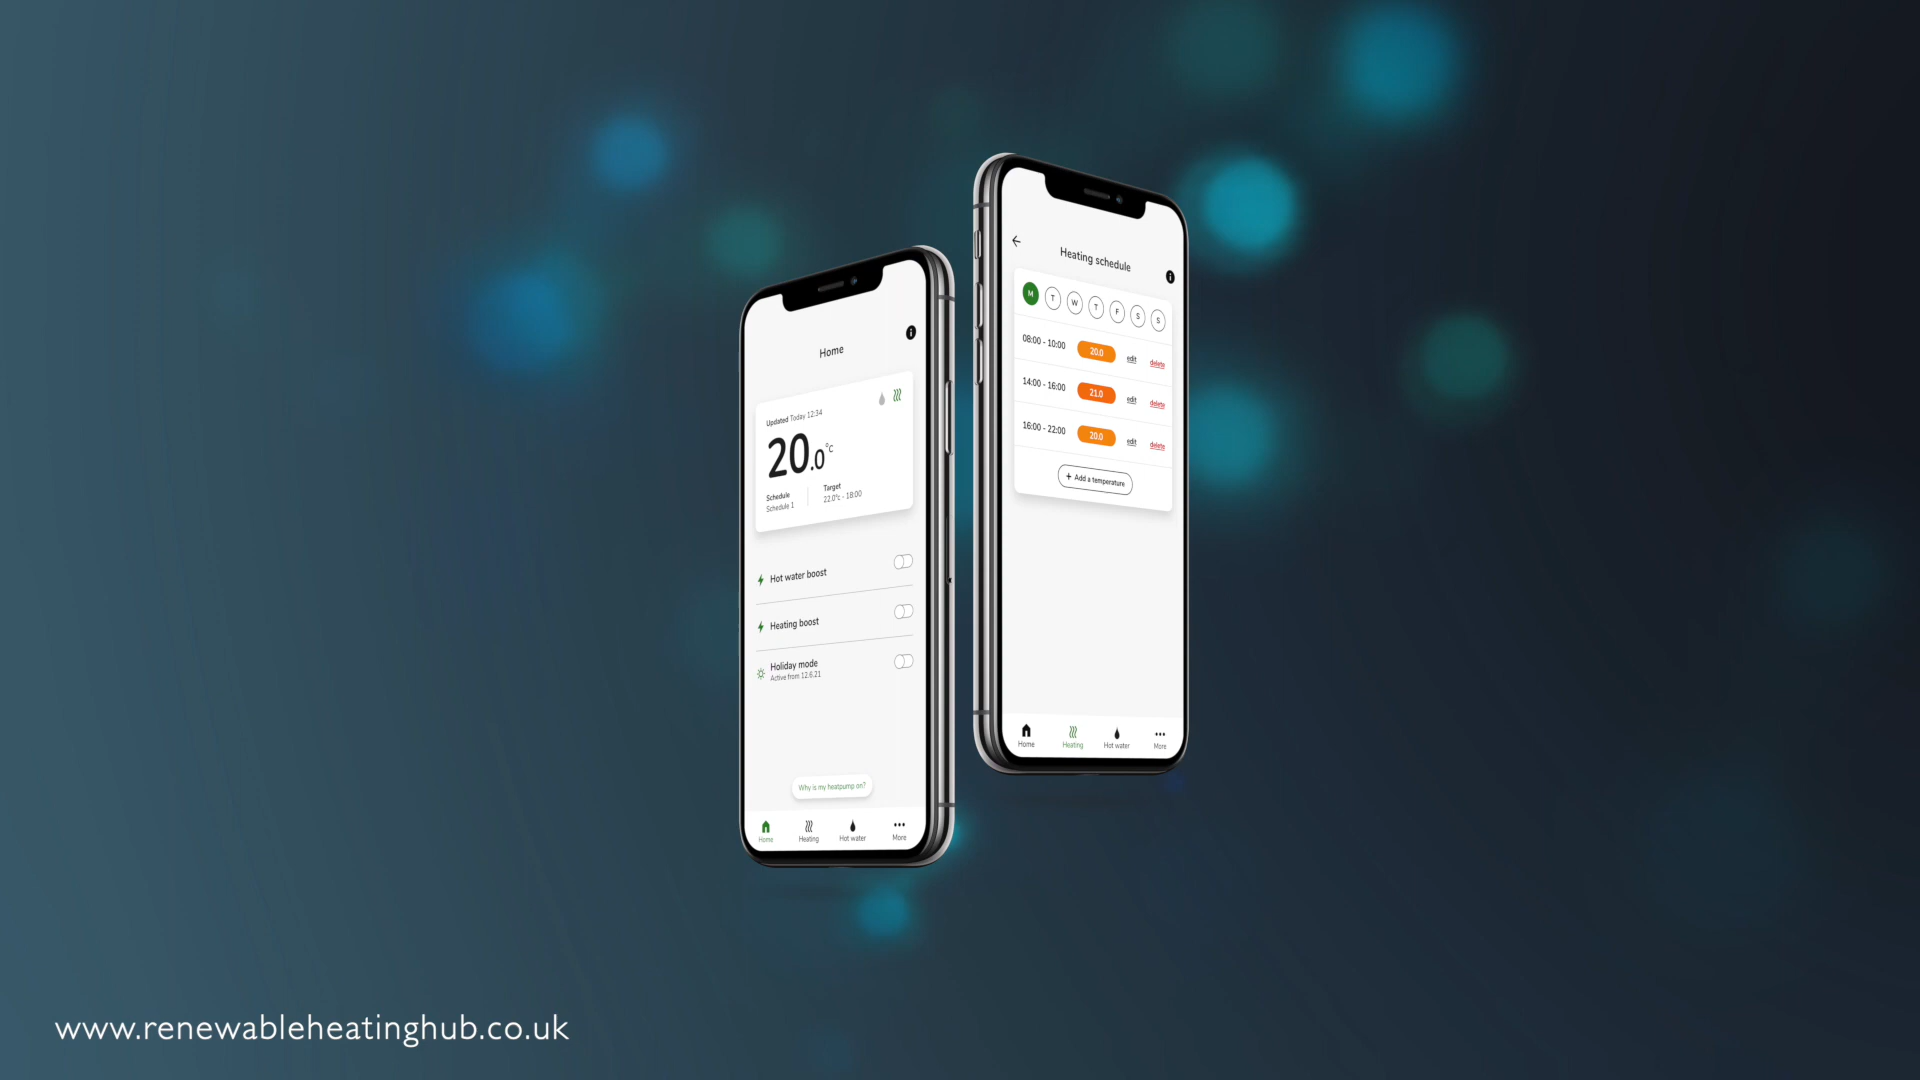 Home
Updated Today 12:34
20.0°c
Schedule
Schedule 1
Target
22.0°c - 18:00
Hot water boost
Heating boost
Holiday mode
Active from 12.6.21
Why is my heatpump on?
Home Heating Hot water More
Heating schedule
M T W T F S S
08:00 - 10:00 20.0 edit delete
14:00 - 16:00 21.0 edit delete
16:00 - 22:00 20.0 edit delete
+ Add a temperature
Home Heating Hot water More
www.renewableheatinghub.co.uk